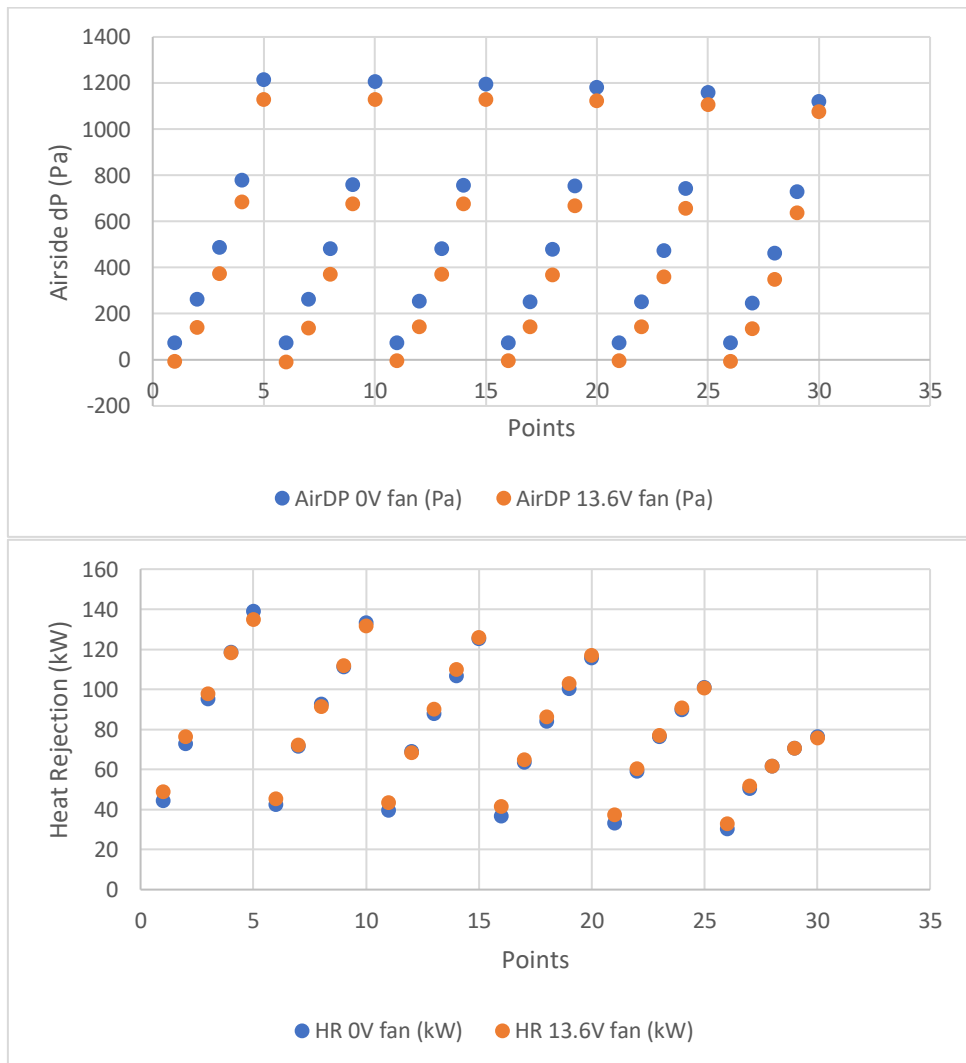 1400
1200
1000
800
600
400
200
0
-200
0 5 10 15 20 25 30 35
Airside dP (Pa)
Points
AirDP 0V fan (Pa) AirDP 13.6V fan (Pa)
160
140
120
100
80
60
40
20
0
0 5 10 15 20 25 30 35
Heat Rejection (kW)
Points
HR 0V fan (kW) HR 13.6V fan (kW)